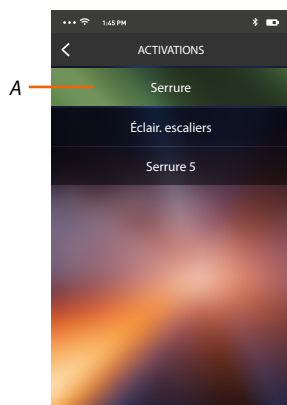 1:45 PM
ACTIVATIONS
A
Serrure
Éclair. escaliers
Serrure 5